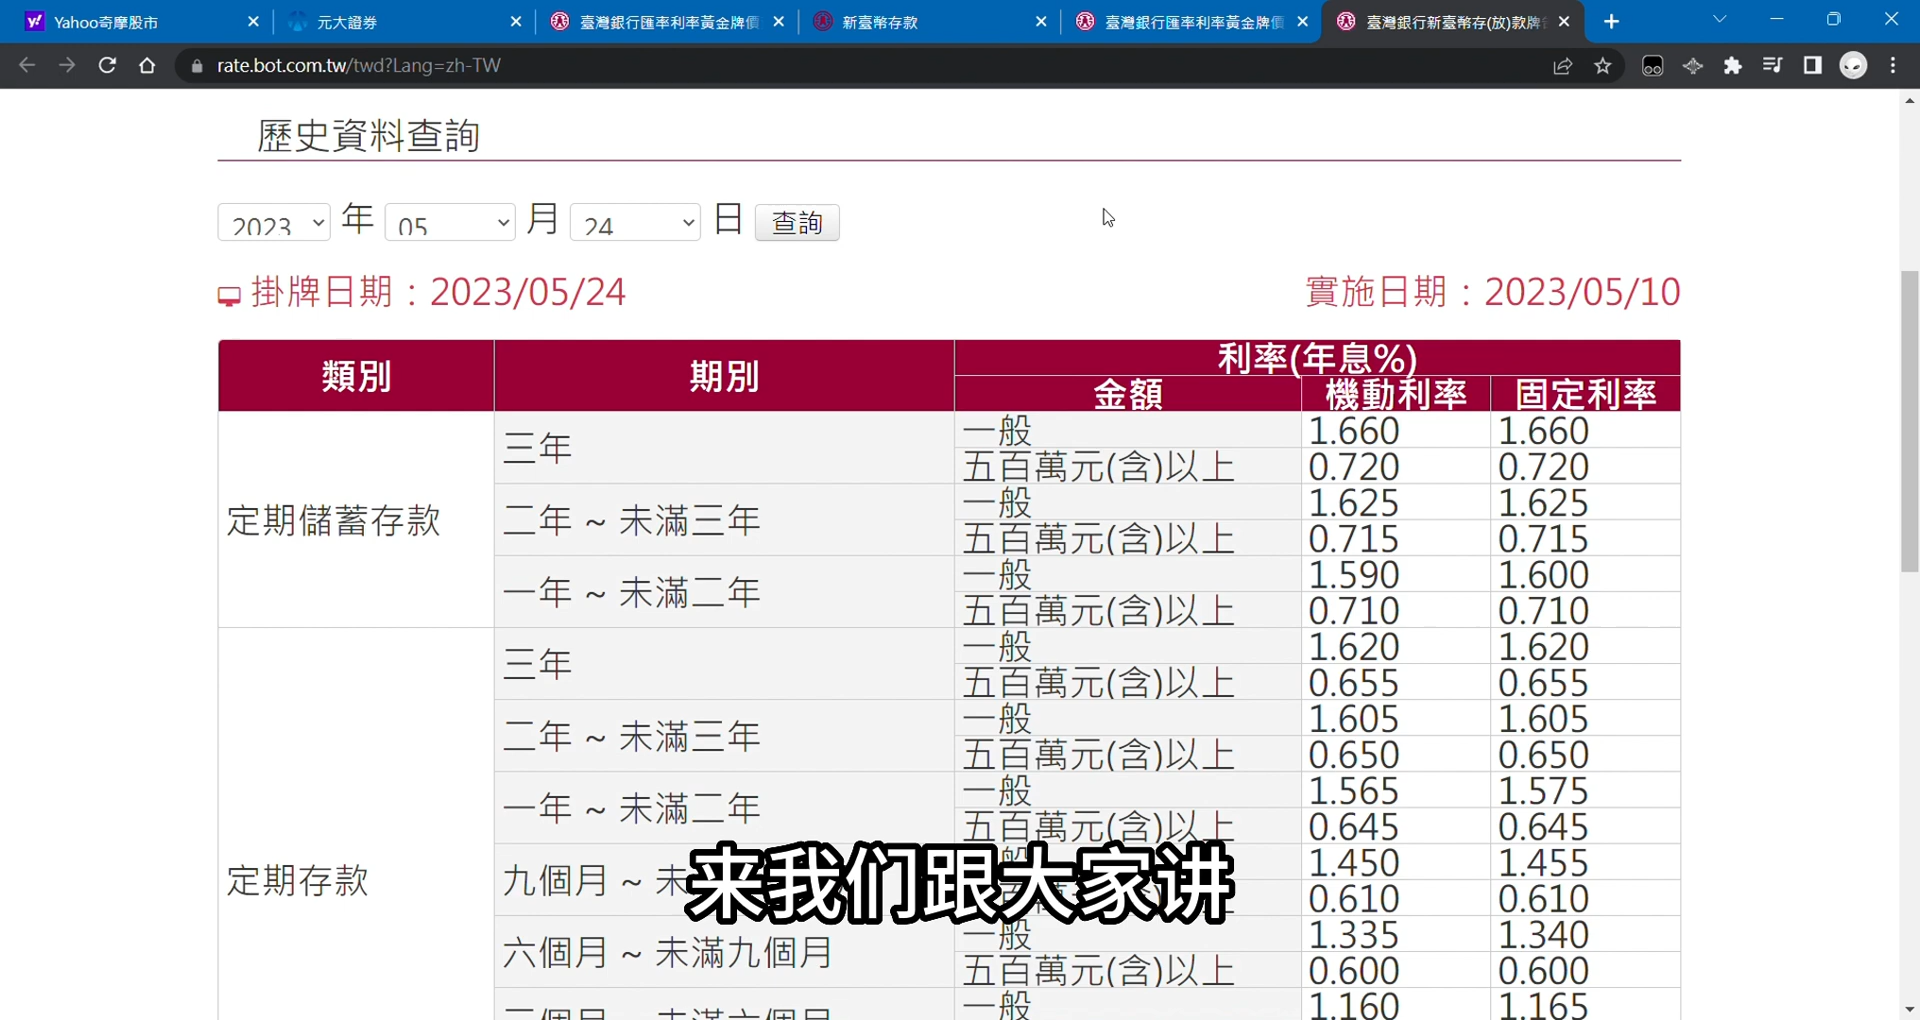 Yahoo奇摩股市
元大證券
臺灣銀行匯率利率黃金牌價
新臺幣存款
臺灣銀行匯率利率黃金牌價
臺灣銀行新臺幣存(放)款牌告
rate.bot.com.tw/twd?Lang=zh-TW
歷史資料查詢
2023 年 05 月 24 日 查詢
掛牌日期：2023/05/24
實施日期：2023/05/10
類別 期別 利率(年息%)
金額 機動利率 固定利率
定期儲蓄存款
三年
一般 1.660 1.660
五百萬元(含)以上 0.720 0.720
二年 ~ 未滿三年
一般 1.625 1.625
五百萬元(含)以上 0.715 0.715
一年 ~ 未滿二年
一般 1.590 1.600
五百萬元(含)以上 0.710 0.710
定期存款
三年
一般 1.620 1.620
五百萬元(含)以上 0.655 0.655
二年 ~ 未滿三年
一般 1.605 1.605
五百萬元(含)以上 0.650 0.650
一年 ~ 未滿二年
一般 1.565 1.575
五百萬元(含)以上 0.645 0.645
九個月 ~ 未
1.450 1.455
0.610 0.610
六個月 ~ 未滿九個月
一般 1.335 1.340
五百萬元(含)以上 0.600 0.600
一般 1.160 1.165
来我们跟大家讲